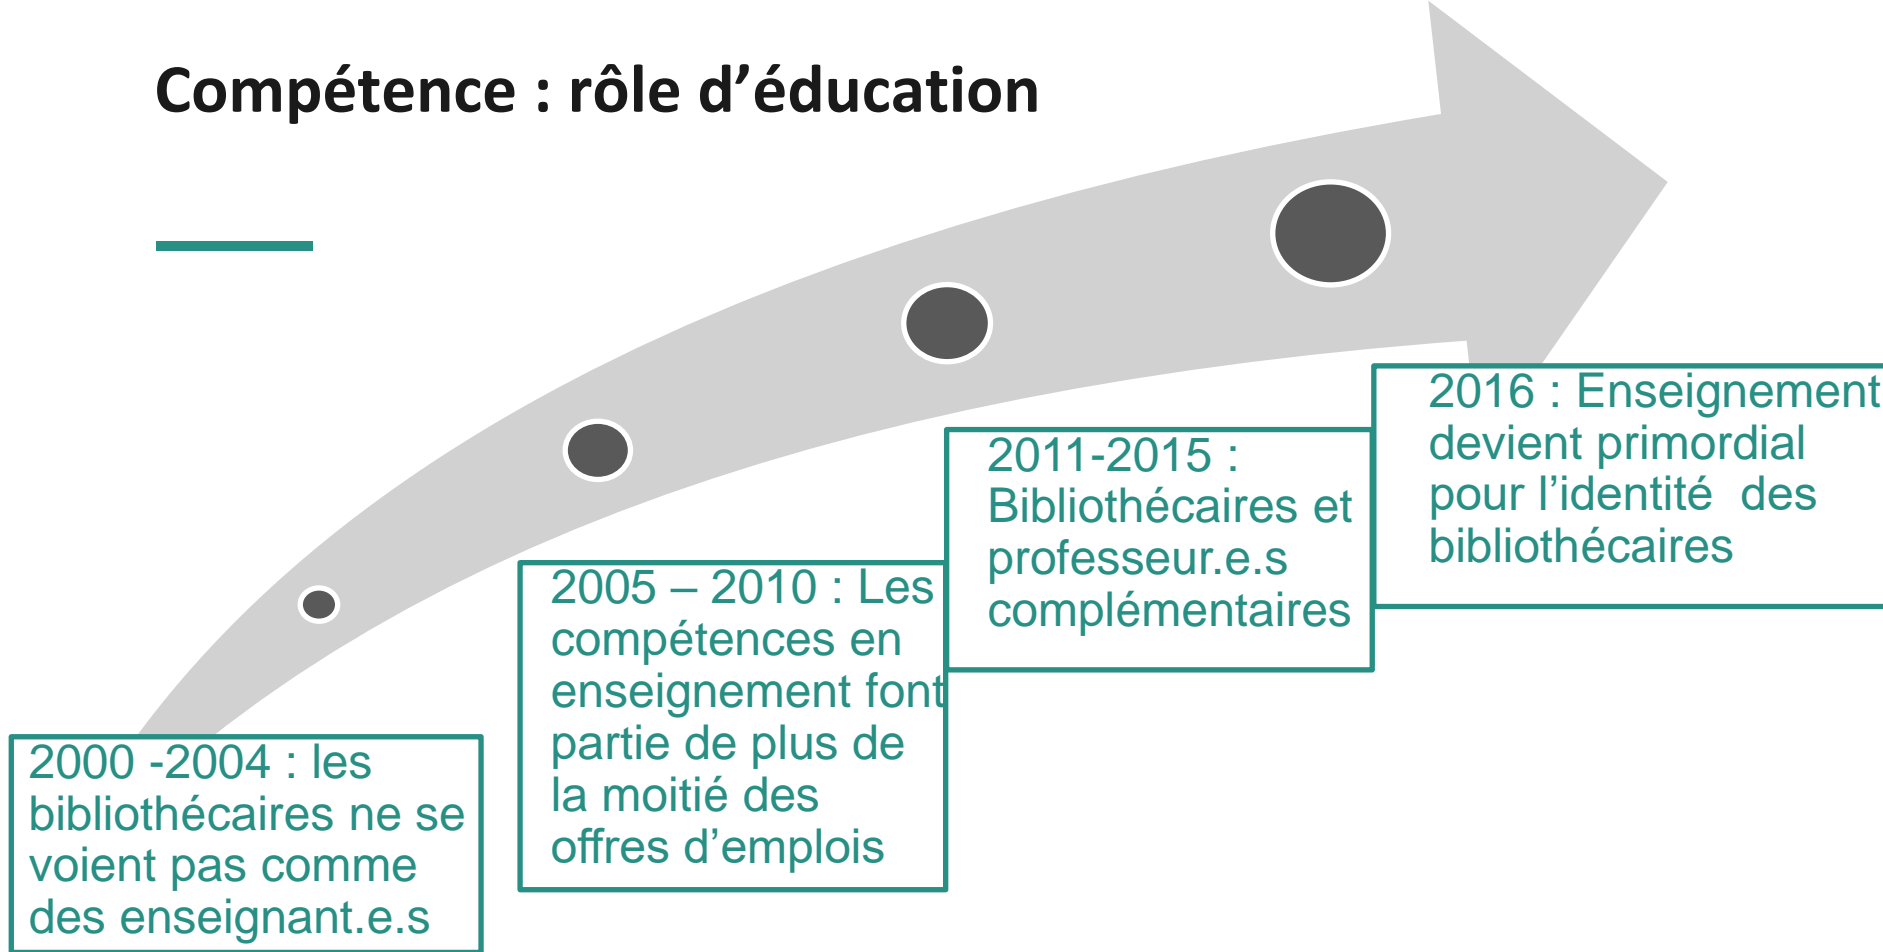 Compétence : rôle d’éducation
2000 -2004 : les
bibliothécaires ne se
voient pas comme
des enseignant.e.s
2005 – 2010 : Les
compétences en
enseignement font
partie de plus de
la moitié des
offres d’emplois
2011-2015 :
Bibliothécaires et
professeur.e.s
complémentaires
2016 : Enseignement
devient primordial
pour l’identité  des
bibliothécaires